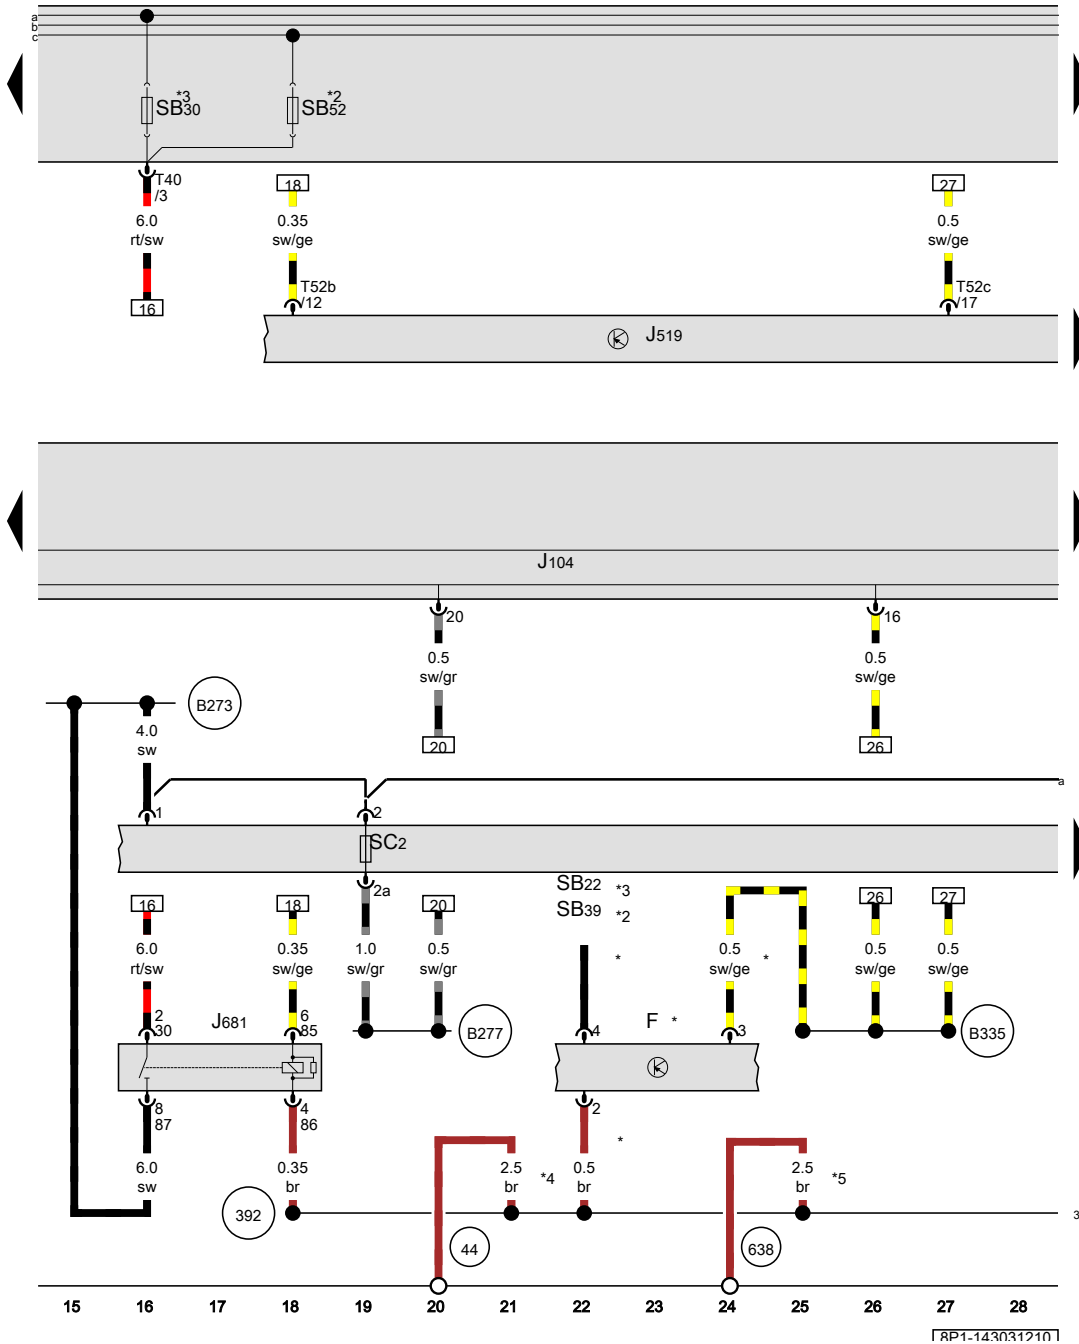 a
b
c
SB30 *3
SB52 *2
T40
/3
18
27
6.0
rt/sw
0.35
sw/ge
0.5
sw/ge
16
T52b
/12
T52c
/17
J519
J104
20
16
0.5
sw/gr
0.5
sw/ge
B273
4.0
sw
20
26
a
1
2
SC2
2a
SB22 *3
SB39 *2
16
18
20
26
27
6.0
rt/sw
0.35
sw/ge
1.0
sw/gr
0.5
sw/gr
*
0.5
sw/ge
*
0.5
sw/ge
0.5
sw/ge
2
30
J681
6
85
B277
4
F *
3
B335
8
87
4
86
2
6.0
sw
0.35
br
2.5
br
*4
0.5
br
*
2.5
br
*5
392
3
44
638
15 16 17 18 19 20 21 22 23 24 25 26 27 28
8P1-143031210